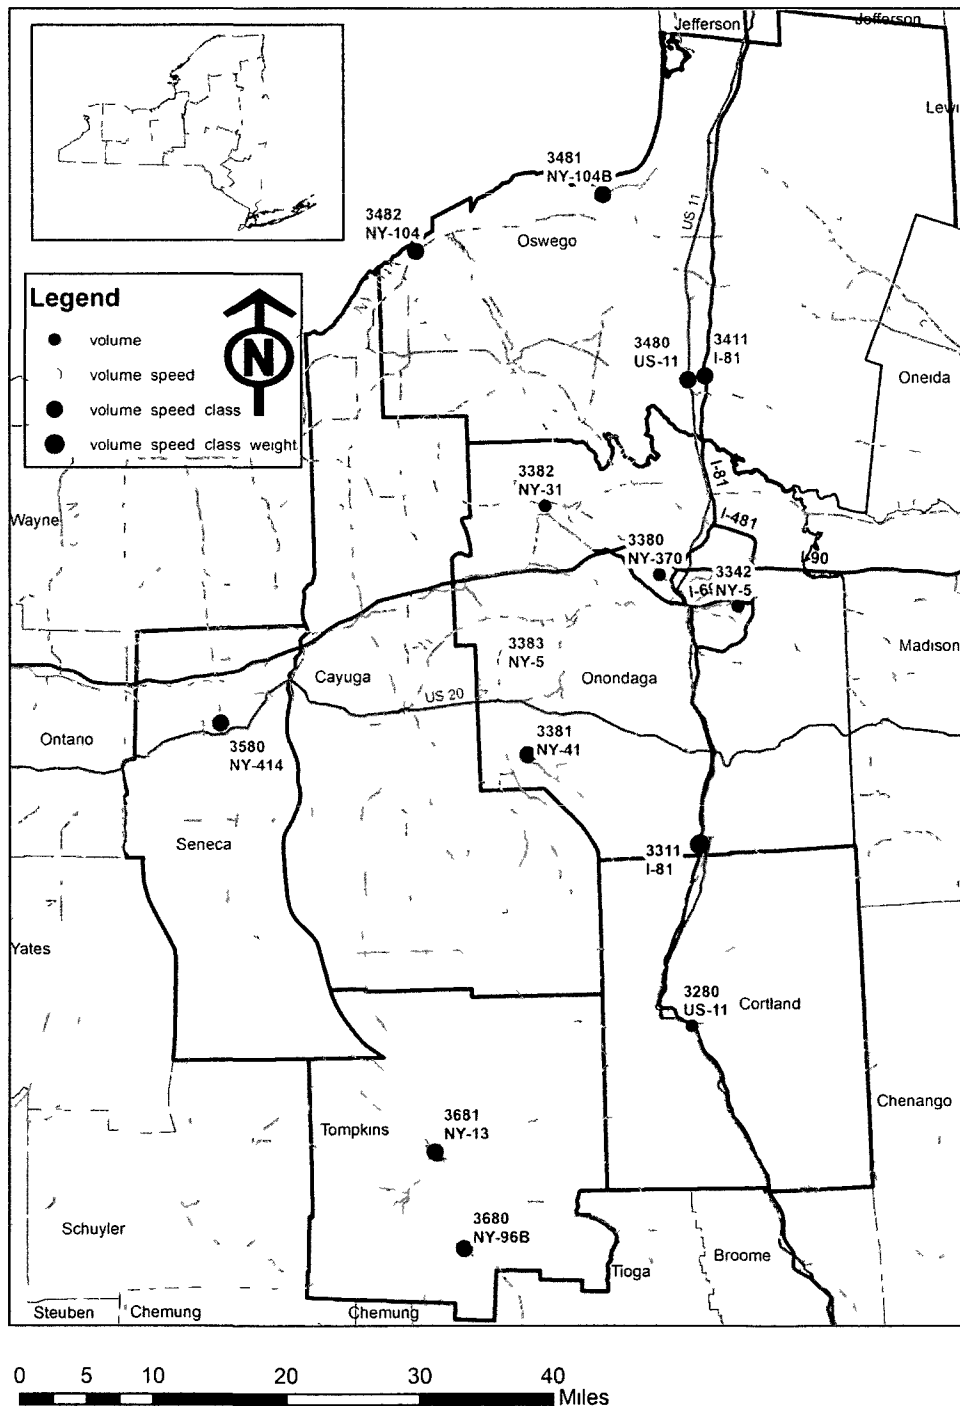 Jefferson
Jefferson
3481
NY-104B
3482
NY-104
Oswego
US 11
Legend
N
volume
volume speed
volume speed class
volume speed class weight
3480
US-11
3411
I-81
Oneida
3382
NY-31
I-81
I-481
Wayne
3380
NY-370
3342
NY-5
I-90
3383
NY-5
Madison
Cayuga
Onondaga
US 20
Ontario
3580
NY-414
3381
NY-41
Seneca
3311
I-81
Yates
3280
US-11
Cortland
Chenango
3681
NY-13
Tompkins
3680
NY-96B
Schuyler
Broome
Tioga
Steuben
Chemung
Chemung
0 5 10 20 30 40
Miles